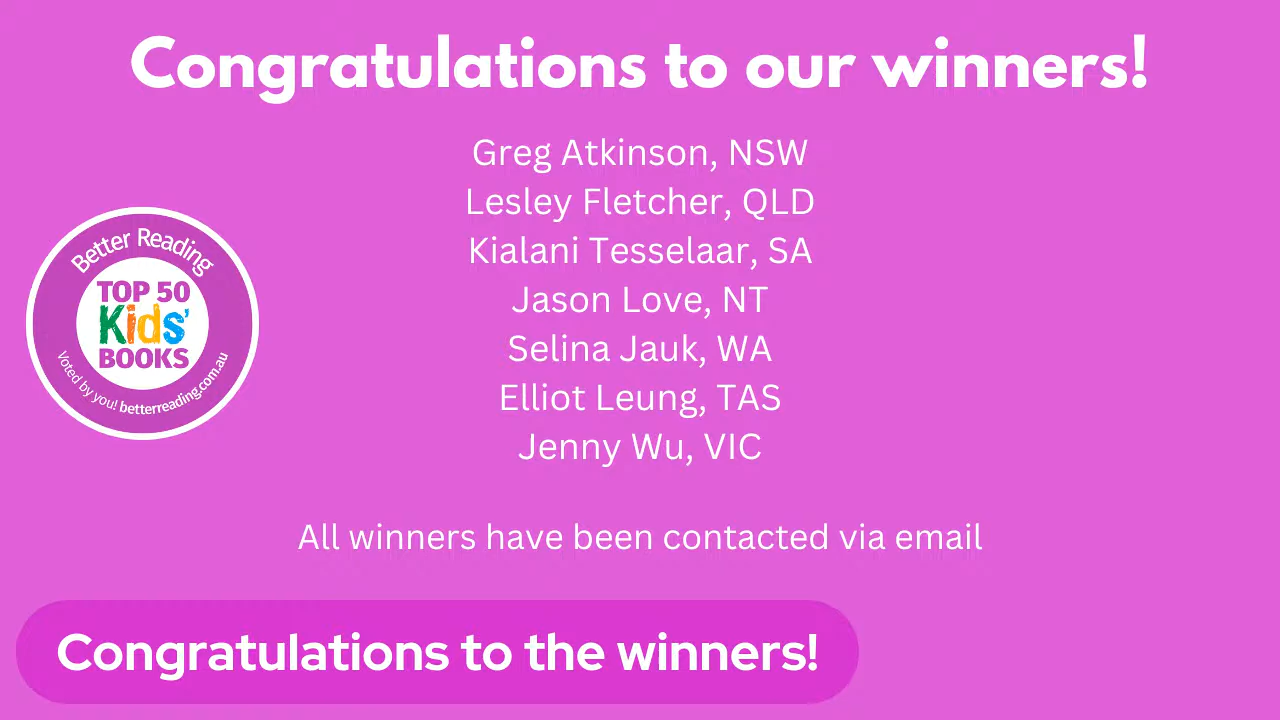 Congratulations to our winners!
Greg Atkinson, NSW
Lesley Fletcher, QLD
Kialani Tesselaar, SA
Jason Love, NT
Selina Jauk, WA
Elliot Leung, TAS
Jenny Wu, VIC
Better Reading
TOP 50
Kids'
BOOKS
Voted by you! betterreading.com.au
All winners have been contacted via email
Congratulations to the winners!